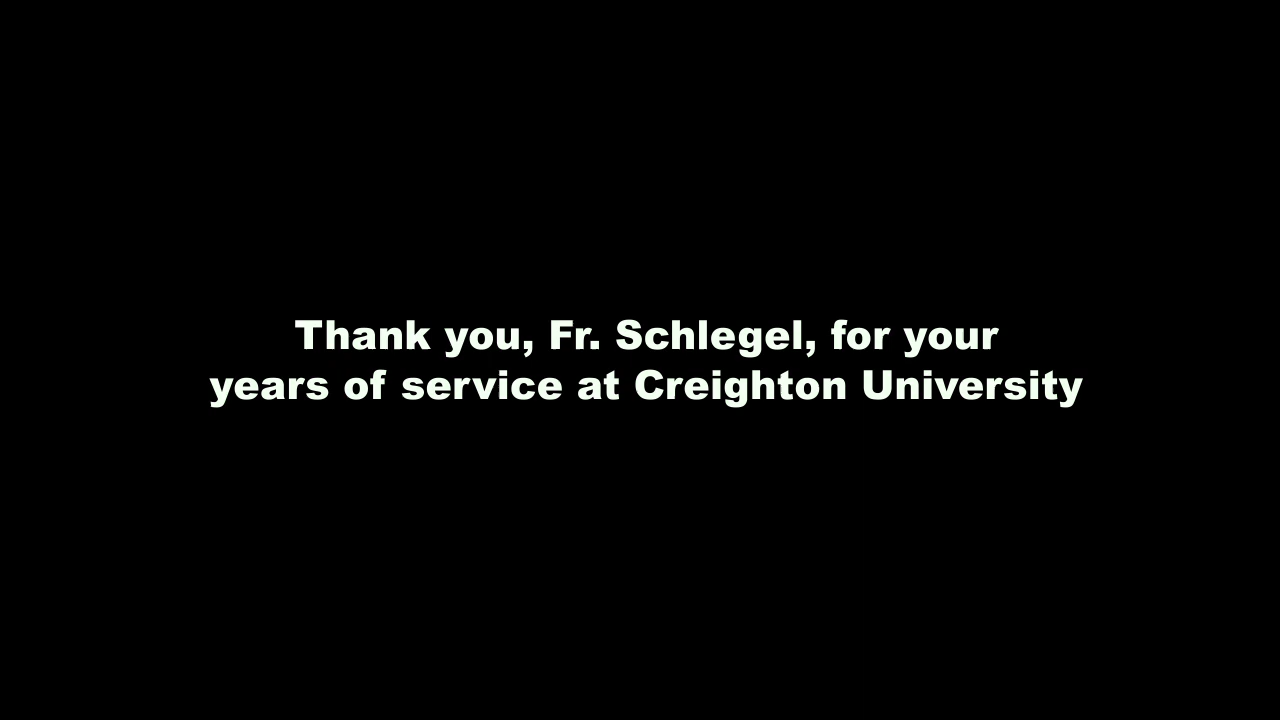 Thank you, Fr. Schlegel, for your
years of service at Creighton University